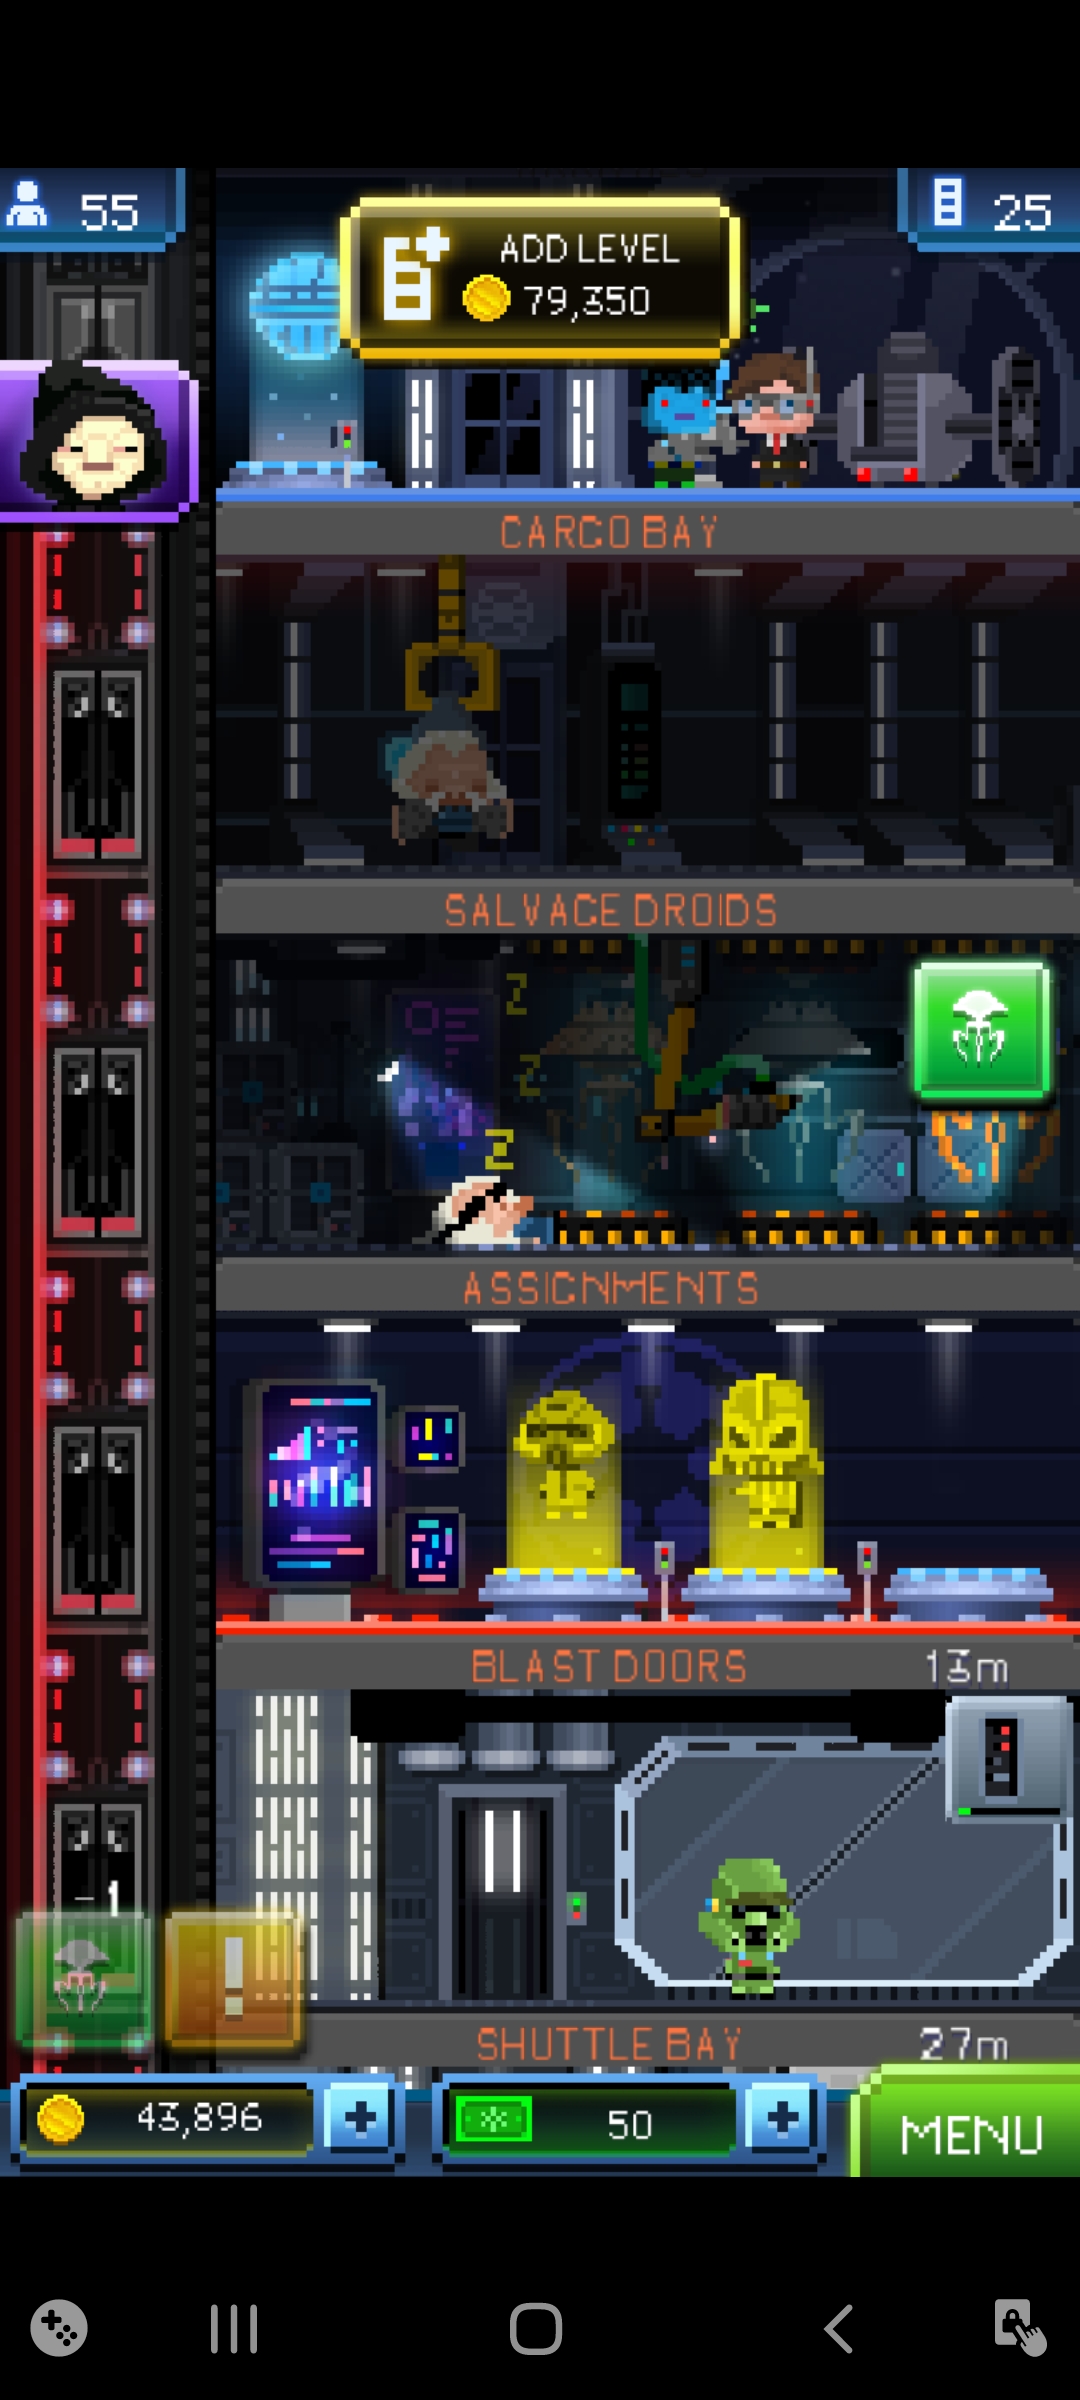 55
25
ADD LEVEL
79,350
CARGO BAY
SALVAGE DROIDS
Z
Z
Z
ASSIGNMENTS
BLAST DOORS 13m
-1
!
SHUTTLE BAY 27m
43,896 +
50 +
MENU